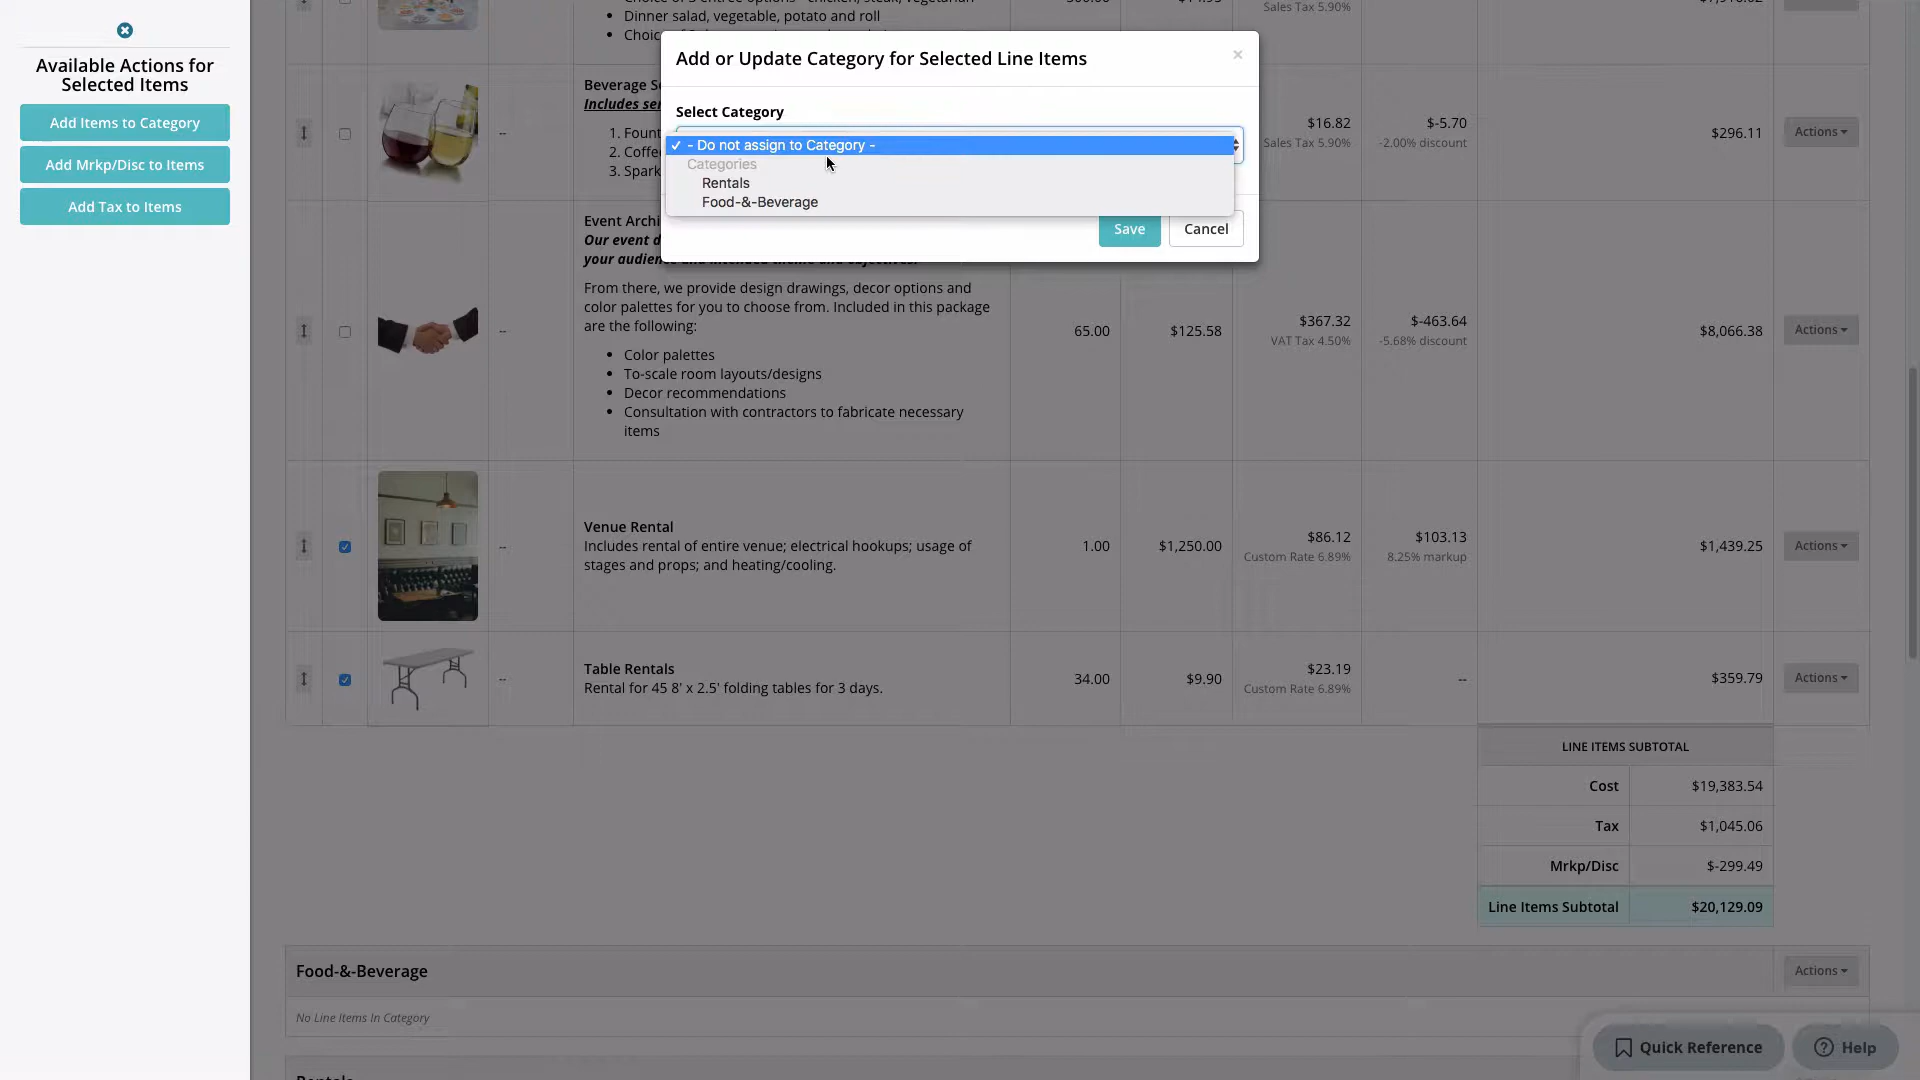 Available Actions for
Selected Items
Add Items to Category
Add Mrkp/Disc to Items
Add Tax to Items
Add or Update Category for Selected Line Items
×
Select Category
✓ - Do not assign to Category -
Categories
Rentals
Food-&-Beverage
Save
Cancel
Dinner salad, vegetable, potato and roll
Sales Tax 5.90%
Includes
1. Fount
2. Coffe
3. Spark
$16.82
Sales Tax 5.90%
$-5.70
-2.00% discount
$296.11
Actions
Event Archi
Our event d
From there, we provide design drawings, decor options and
color palettes for you to choose from. Included in this package
are the following:
Color palettes
To-scale room layouts/designs
Decor recommendations
Consultation with contractors to fabricate necessary
items
--
65.00
$125.58
$367.32
VAT Tax 4.50%
$-463.64
-5.68% discount
$8,066.38
Actions
--
Venue Rental
Includes rental of entire venue; electrical hookups; usage of
stages and props; and heating/cooling.
1.00
$1,250.00
$86.12
Custom Rate 6.89%
$103.13
8.25% markup
$1,439.25
Actions
--
Table Rentals
Rental for 45 8' x 2.5' folding tables for 3 days.
34.00
$9.90
$23.19
Custom Rate 6.89%
--
$359.79
Actions
LINE ITEMS SUBTOTAL
Cost $19,383.54
Tax $1,045.06
Mrkp/Disc $-299.49
Line Items Subtotal $20,129.09
Food-&-Beverage
Actions
No Line Items In Category
Quick Reference
Help